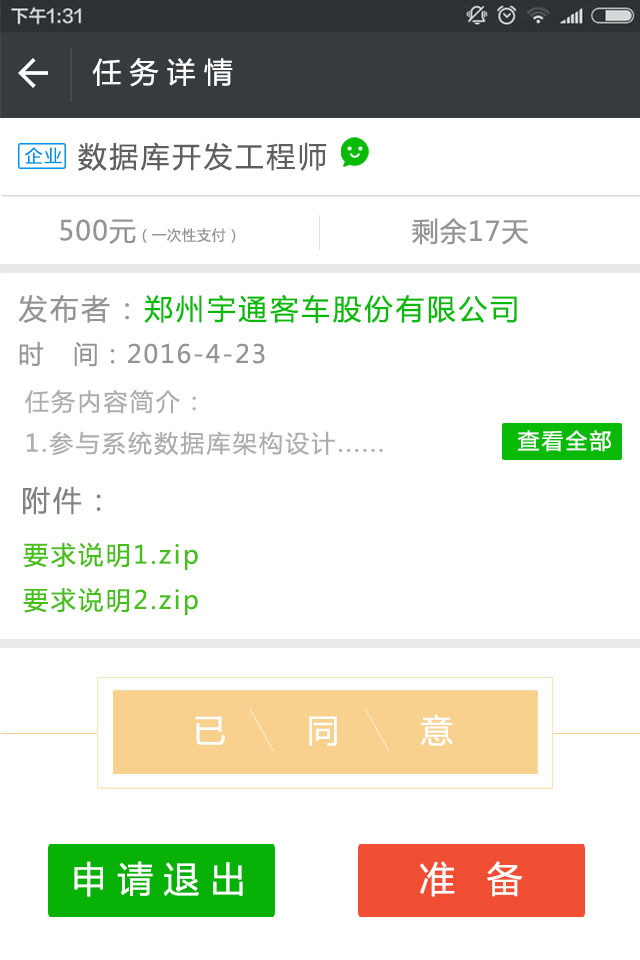 下午1:31
任务详情
企业 数据库开发工程师
500元(一次性支付) 剩余17天
发布者：郑州宇通客车股份有限公司
时 间：2016-4-23
任务内容简介：
1.参与系统数据库架构设计......
查看全部
附件：
要求说明1.zip
要求说明2.zip
已 同 意
申请退出 准 备